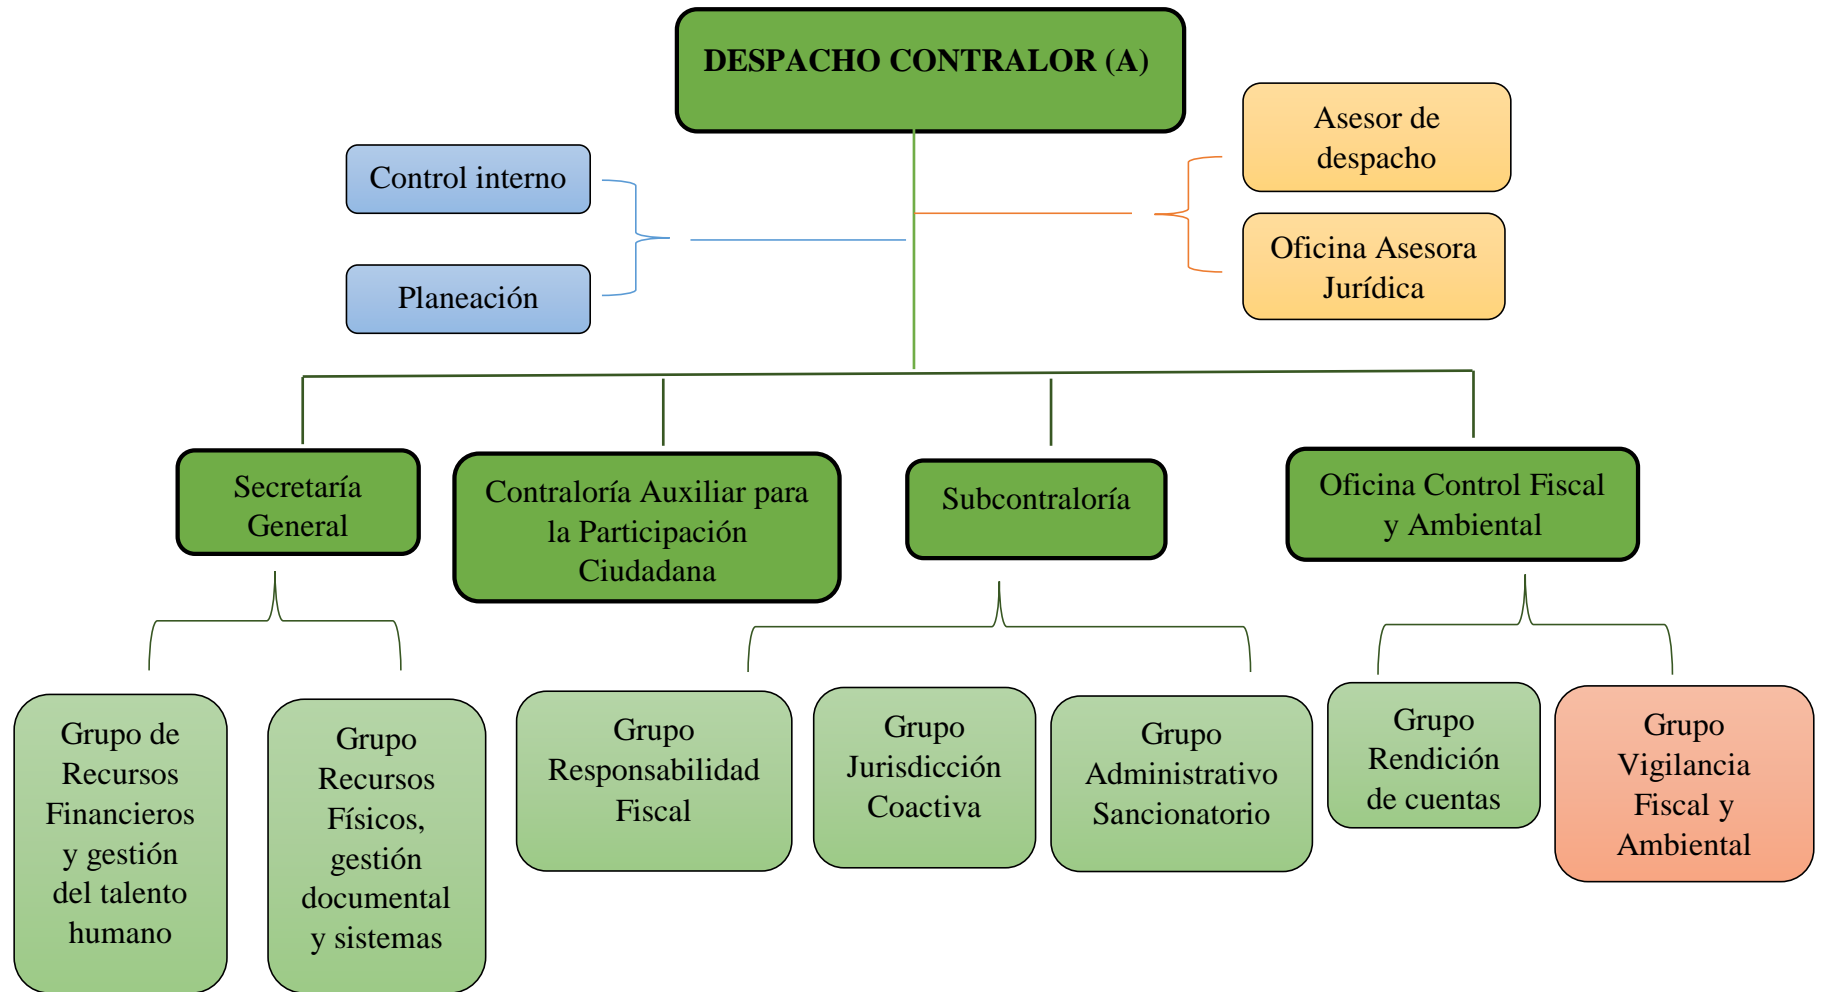 DESPACHO CONTRALOR (A)
Asesor de
despacho
Control interno
Oficina Asesora
Jurídica
Planeación
Secretaría
General
Contraloría Auxiliar para
la Participación
Ciudadana
Subcontraloría
Oficina Control Fiscal
y Ambiental
Grupo de
Recursos
Financieros
y gestión
del talento
humano
Grupo
Recursos
Físicos,
gestión
documental
y sistemas
Grupo
Responsabilidad
Fiscal
Grupo
Jurisdicción
Coactiva
Grupo
Administrativo
Sancionatorio
Grupo
Rendición
de cuentas
Grupo
Vigilancia
Fiscal y
Ambiental